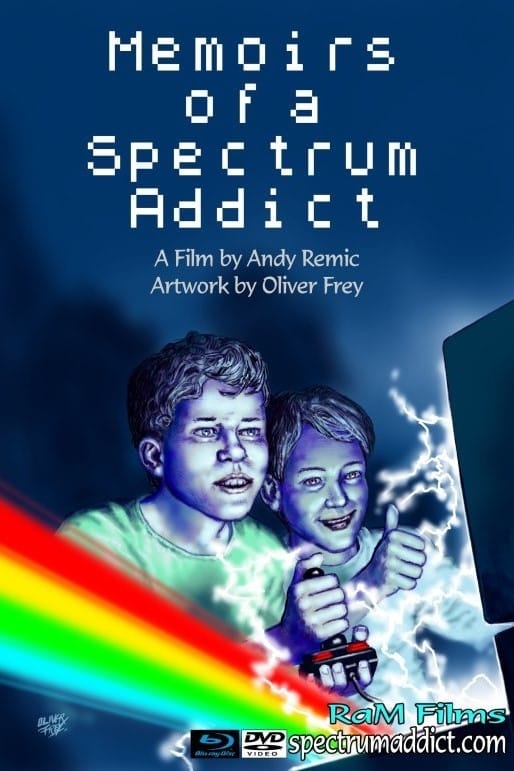 Memoirs
of a
Spectrum
Addict
A Film by Andy Remic
Artwork by Oliver Frey
OLIVER
FREY
RaM Films
Blu-ray Disc DVD
VIDEO
spectrumaddict.com